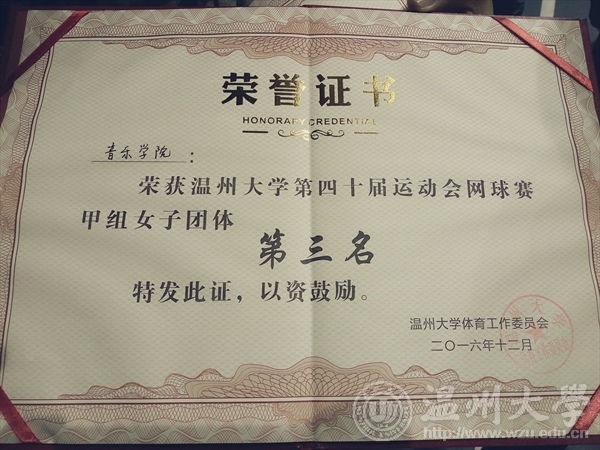 荣誉证书
HONORARY CREDENTIAL
音乐学院：
荣获温州大学第四十届运动会网球赛
甲组女子团体
第三名
特发此证，以资鼓励。
温州大学体育工作委员会
二〇一六年十二月
温州大學
http://www.wzu.edu.cn